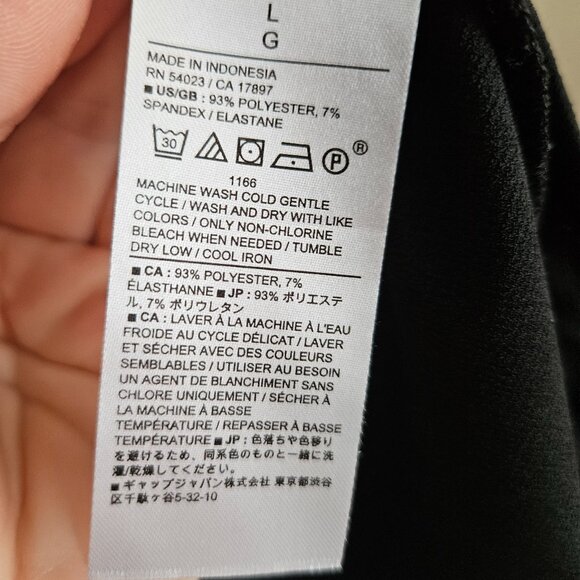 L
G
MADE IN INDONESIA
RN 54023 / CA 17897
■ US/GB : 93% POLYESTER, 7%
SPANDEX / ELASTANE
30 P ®
1166
MACHINE WASH COLD GENTLE
CYCLE / WASH AND DRY WITH LIKE
COLORS / ONLY NON-CHLORINE
BLEACH WHEN NEEDED / TUMBLE
DRY LOW / COOL IRON
■ CA : 93% POLYESTER, 7%
ÉLASTHANNE ■ JP : 93% ポリエステ
ル, 7% ポリウレタン
■ CA : LAVER À LA MACHINE À L'EAU
FROIDE AU CYCLE DÉLICAT / LAVER
ET SÉCHER AVEC DES COULEURS
SEMBLABLES / UTILISER AU BESOIN
UN AGENT DE BLANCHIMENT SANS
CHLORE UNIQUEMENT / SÉCHER À
LA MACHINE À BASSE
TEMPÉRATURE / REPASSER À BASSE
TEMPÉRATURE ■ JP : 色落ちや色移り
を避けるため、同系色のものと一緒に洗
濯/乾燥してください。
■ ギャップジャパン株式会社 東京都渋谷
区千駄ヶ谷5-32-10